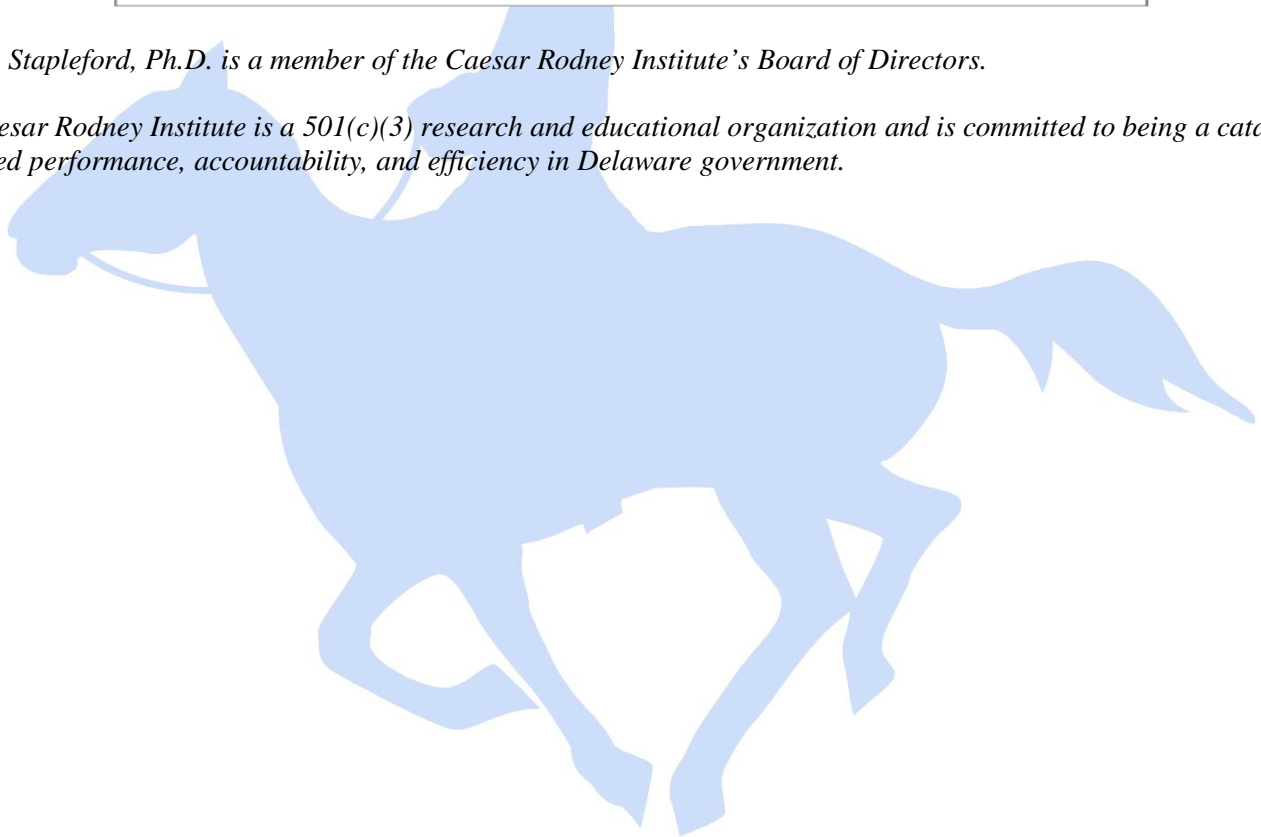 Stapleford, Ph.D. is a member of the Caesar Rodney Institute’s Board of Directors.
esar Rodney Institute is a 501(c)(3) research and educational organization and is committed to being a cata
ed performance, accountability, and efficiency in Delaware government.